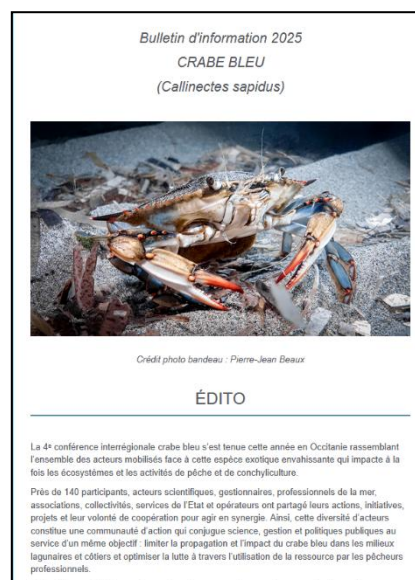 Bulletin d'information 2025
CRABE BLEU
(Callinectes sapidus)
Crédit photo bandeau : Pierre-Jean Beaux
ÉDITO
La 4e conférence interrégionale crabe bleu s'est tenue cette année en Occitanie rassemblant
l'ensemble des acteurs mobilisés face à cette espèce exotique envahissante qui impacte à la
fois les écosystèmes et les activités de pêche et de conchyliculture.
Près de 140 participants, acteurs scientifiques, gestionnaires, professionnels de la mer,
associations, collectivités, services de l'Etat et opérateurs ont partagé leurs actions, initiatives,
projets et leur volonté de coopération pour agir en synergie. Ainsi, cette diversité d'acteurs
constitue une communauté d'action qui conjugue science, gestion et politiques publiques au
service d'un même objectif : limiter la propagation et l'impact du crabe bleu dans les milieux
lagunaires et côtiers et optimiser la lutte à travers l'utilisation de la ressource par les pêcheurs
professionnels.